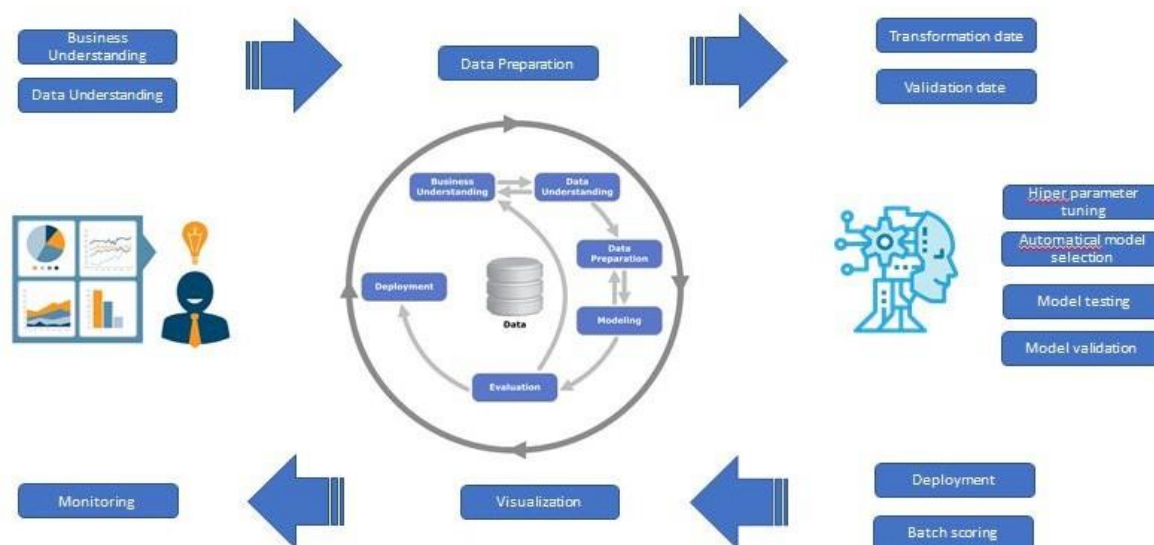 Business
Understanding
Data Understanding
Data Preparation
Transformation date
Validation date
Business
Understanding
Data
Understanding
Data
Preparation
Modeling
Evaluation
Deployment
Data
Hiper parameter
tuning
Automatical model
selection
Model testing
Model validation
Monitoring
Visualization
Deployment
Batch scoring